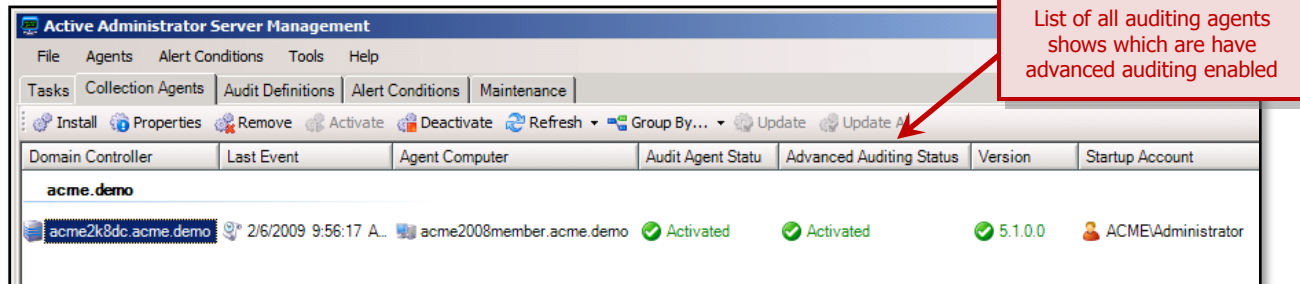 Active Administrator Server Management
List of all auditing agents
shows which are have
advanced auditing enabled
File Agents Alert Conditions Tools Help
Tasks Collection Agents Audit Definitions Alert Conditions Maintenance
Install Properties Remove Activate Deactivate Refresh Group By... Update Update A
Domain Controller Last Event Agent Computer Audit Agent Statu Advanced Auditing Status Version Startup Account
acme.demo
acme2k8dc.acme.demo 2/6/2009 9:56:17 A... acme2008member.acme.demo Activated Activated 5.1.0.0 ACME\Administrator